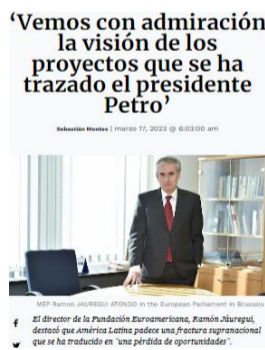 ‘Vemos con admiración
la visión de los
proyectos que se ha
trazado el presidente
Petro’
Sebastián Montes | marzo 17, 2023 @ 6:03:00 am
MEP Ramon JAUREGUI ATONDO in the European Parliament in Brussels
El director de la Fundación Euroamericana, Ramón Jáuregui,
destacó que América Latina padece una fractura supranacional
que se ha traducido en "una pérdida de oportunidades".